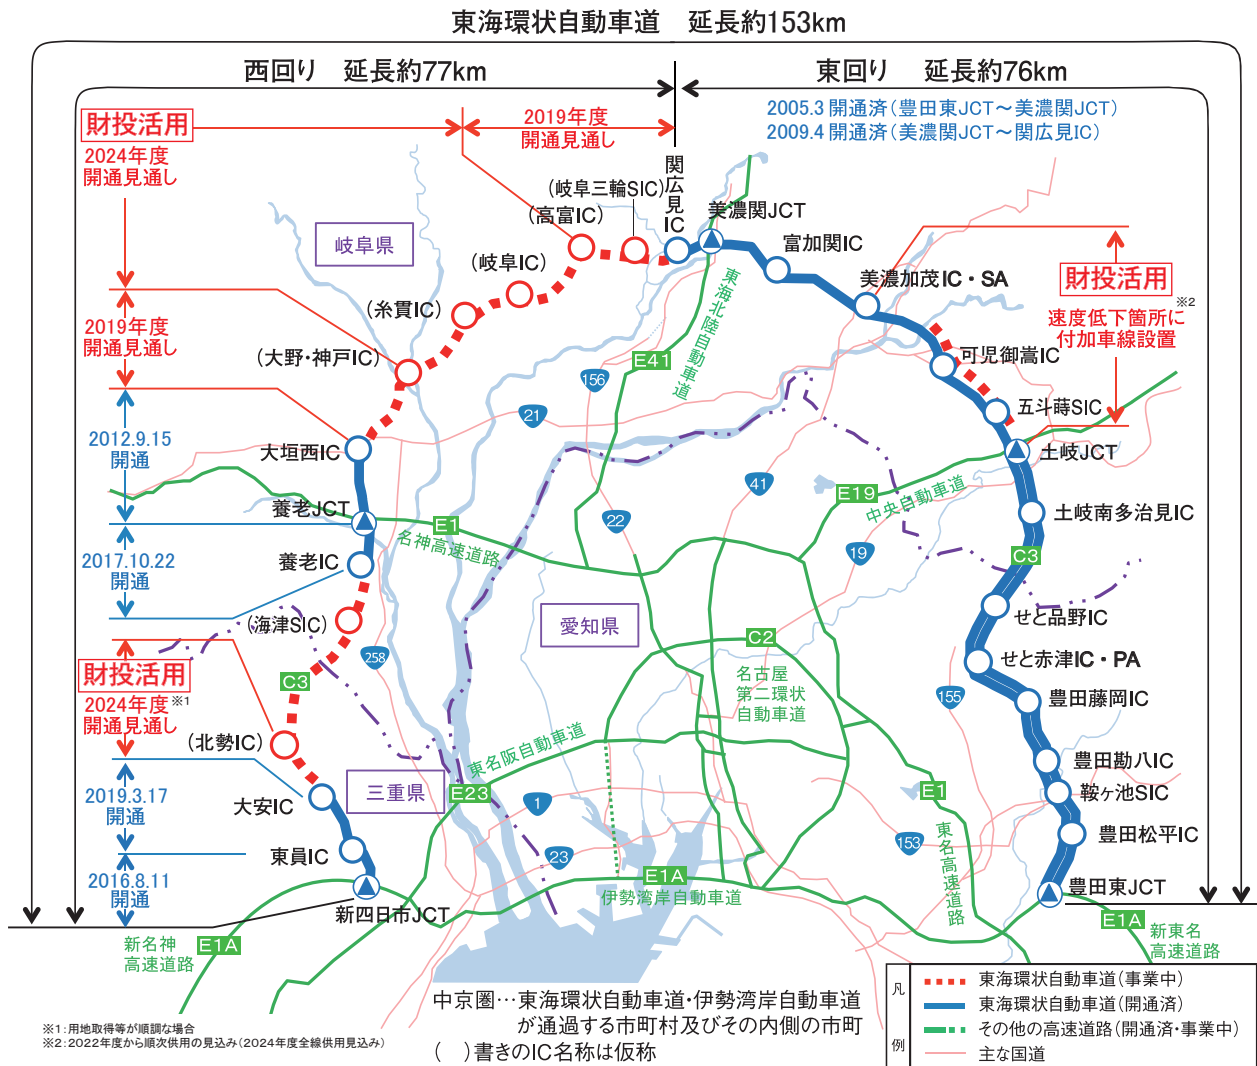 東海環状自動車道　延長約153km
西回り　延長約77km
東回り　延長約76km
財投活用
2024年度
開通見通し
2019年度
開通見通し
2005.3 開通済(豊田東JCT～美濃関JCT)
2009.4 開通済(美濃関JCT～関広見IC)
関広見IC
(岐阜三輪SIC)
(高富IC)
美濃関JCT
岐阜県
富加関IC
(岐阜IC)
美濃加茂IC・SA
財投活用
※2
速度低下箇所に
付加車線設置
(糸貫IC)
東海北陸自動車道
2019年度
開通見通し
(大野・神戸IC)
可児御嵩IC
E41
156
21
五斗蒔SIC
2012.9.15
開通
大垣西IC
土岐JCT
41
E19
中央自動車道
養老JCT
E1
名神高速道路
22
土岐南多治見IC
19
2017.10.22
開通
養老IC
C3
(海津SIC)
愛知県
せと品野IC
C2
258
財投活用
2024年度※1
開通見通し
C3
名古屋
第二環状
自動車道
せと赤津IC・PA
155
豊田藤岡IC
(北勢IC)
東名阪自動車道
豊田勘八IC
三重県
E23
2019.3.17
開通
大安IC
1
E1
鞍ヶ池SIC
153
豊田松平IC
東員IC
23
東名高速道路
2016.8.11
開通
E1A
伊勢湾岸自動車道
豊田東JCT
新四日市JCT
新名神
高速道路
E1A
E1A
新東名
高速道路
中京圏…東海環状自動車道・伊勢湾岸自動車道
が通過する市町村及びその内側の市町
(　)書きのIC名称は仮称
※1:用地取得等が順調な場合
※2:2022年度から順次供用の見込み(2024年度全線供用見込み)
凡例
東海環状自動車道(事業中)
東海環状自動車道(開通済)
その他の高速道路(開通済・事業中)
主な国道